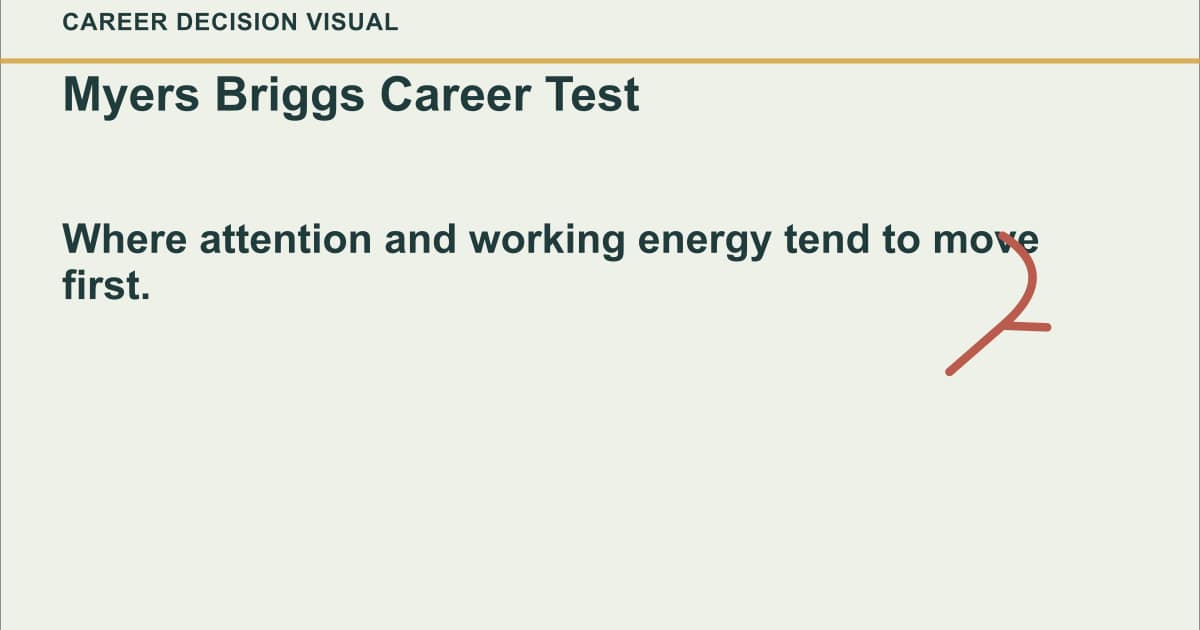 CAREER DECISION VISUAL
Myers Briggs Career Test
Where attention and working energy tend to move
first.